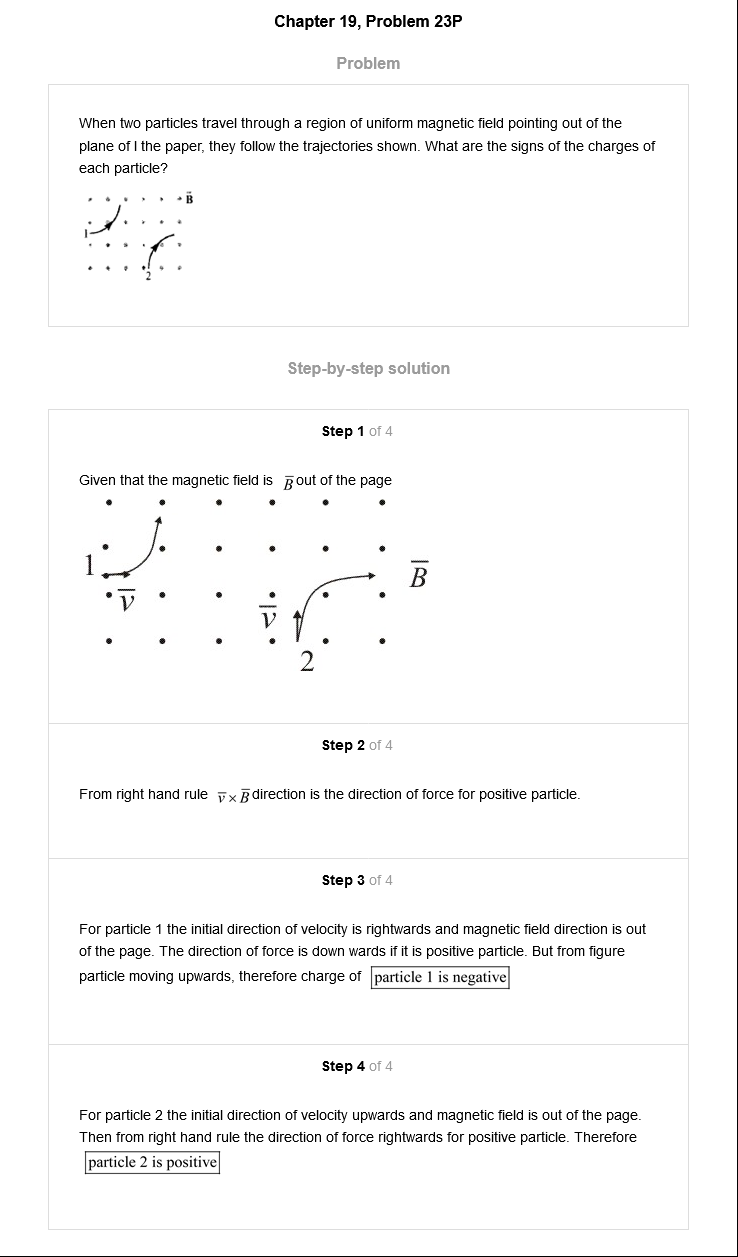 Chapter 19, Problem 23P
Problem
When two particles travel through a region of uniform magnetic field pointing out of the
plane of l the paper, they follow the trajectories shown. What are the signs of the charges of
each particle?
B̄
1
2
Step-by-step solution
Step 1 of 4
Given that the magnetic field is B̄ out of the page
1
v̄
v̄
B̄
2
Step 2 of 4
From right hand rule v̄ × B̄ direction is the direction of force for positive particle.
Step 3 of 4
For particle 1 the initial direction of velocity is rightwards and magnetic field direction is out
of the page. The direction of force is down wards if it is positive particle. But from figure
particle moving upwards, therefore charge of particle 1 is negative
Step 4 of 4
For particle 2 the initial direction of velocity upwards and magnetic field is out of the page.
Then from right hand rule the direction of force rightwards for positive particle. Therefore
particle 2 is positive